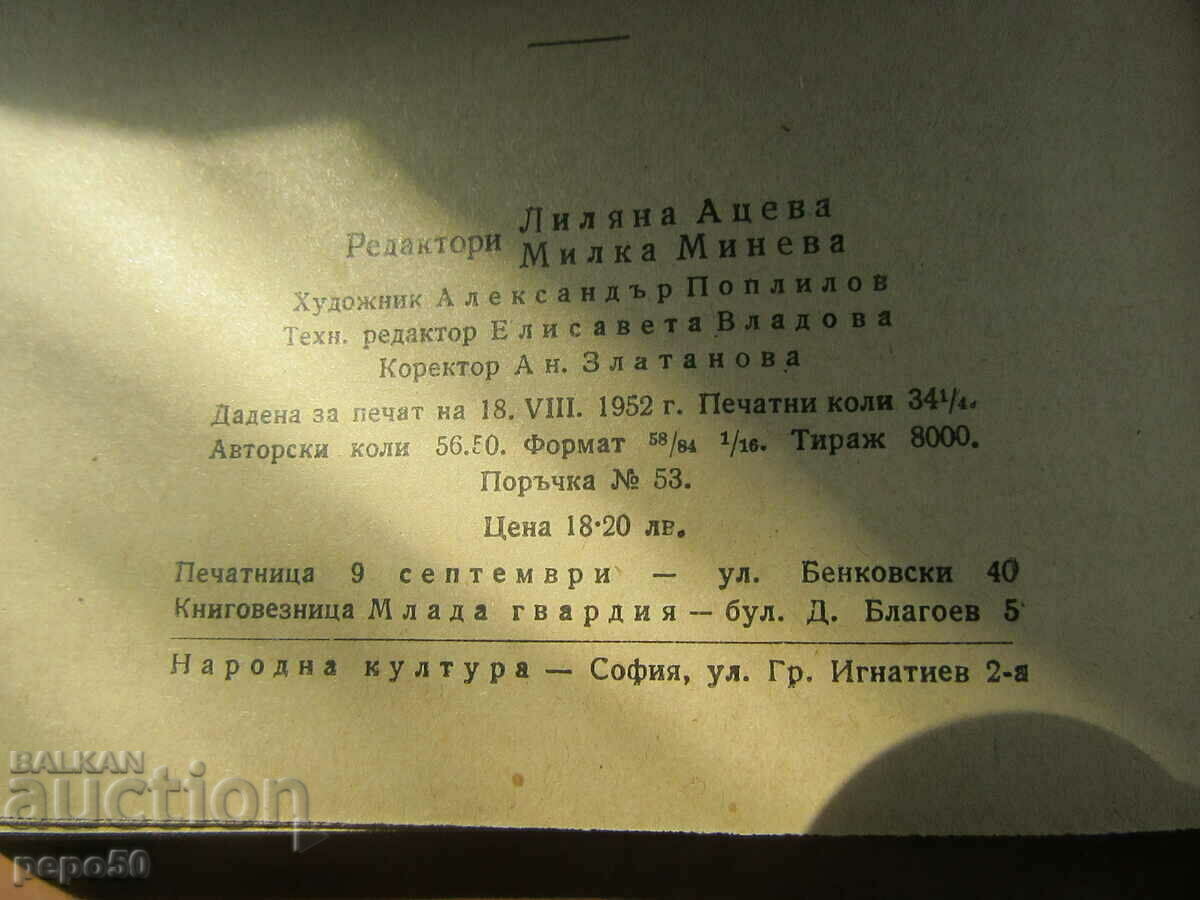 Редактори Лиляна Ацева
Милка Минева
Художник Александър Поплилов
Техн. редактор Елисавета Владова
Коректор Ан. Златанова
Дадена за печат на 18. VIII. 1952 г. Печатни коли 34¹/₄.
Авторски коли 56.50. Формат ⁵⁸/₈₄ ¹/₁₆. Тираж 8000.
Поръчка № 53.
Цена 18·20 лв.
Печатница 9 септември — ул. Бенковски 40
Книговезница Млада гвардия — бул. Д. Благоев 5
Народна култура — София, ул. Гр. Игнатиев 2-а
BALKAN
auction
pepo50